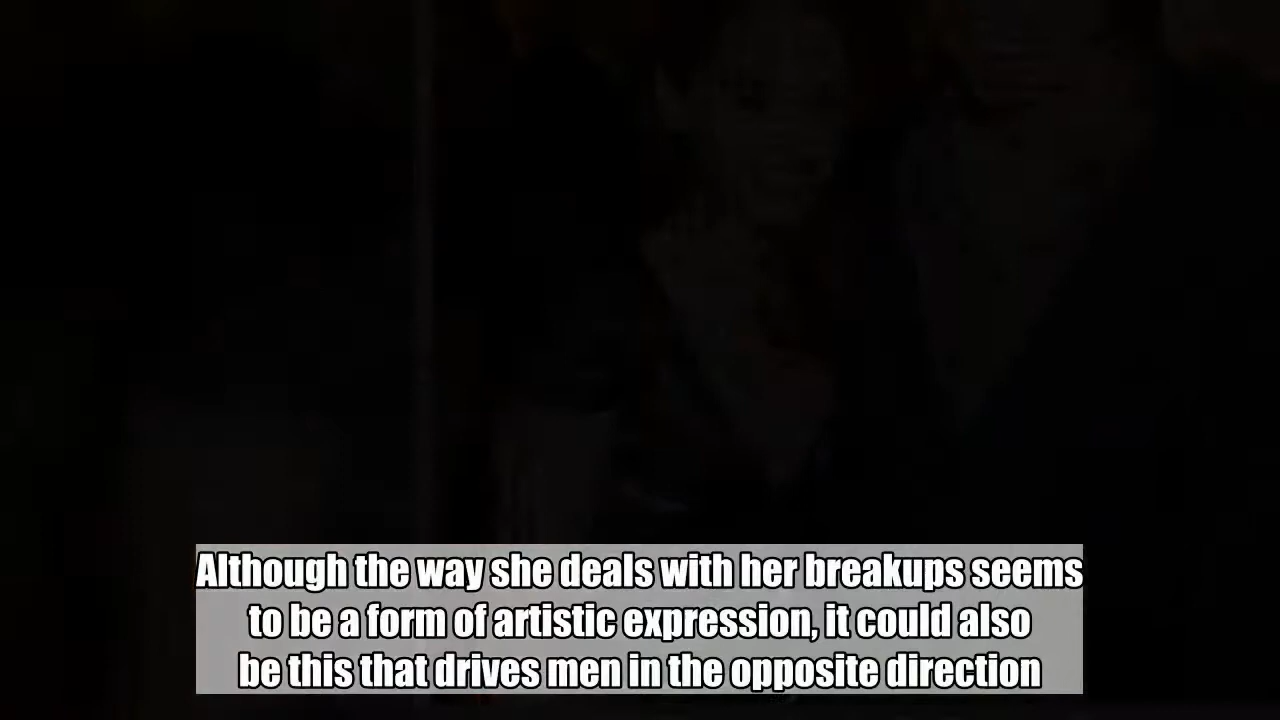 Although the way she deals with her breakups seems
to be a form of artistic expression, it could also
be this that drives men in the opposite direction